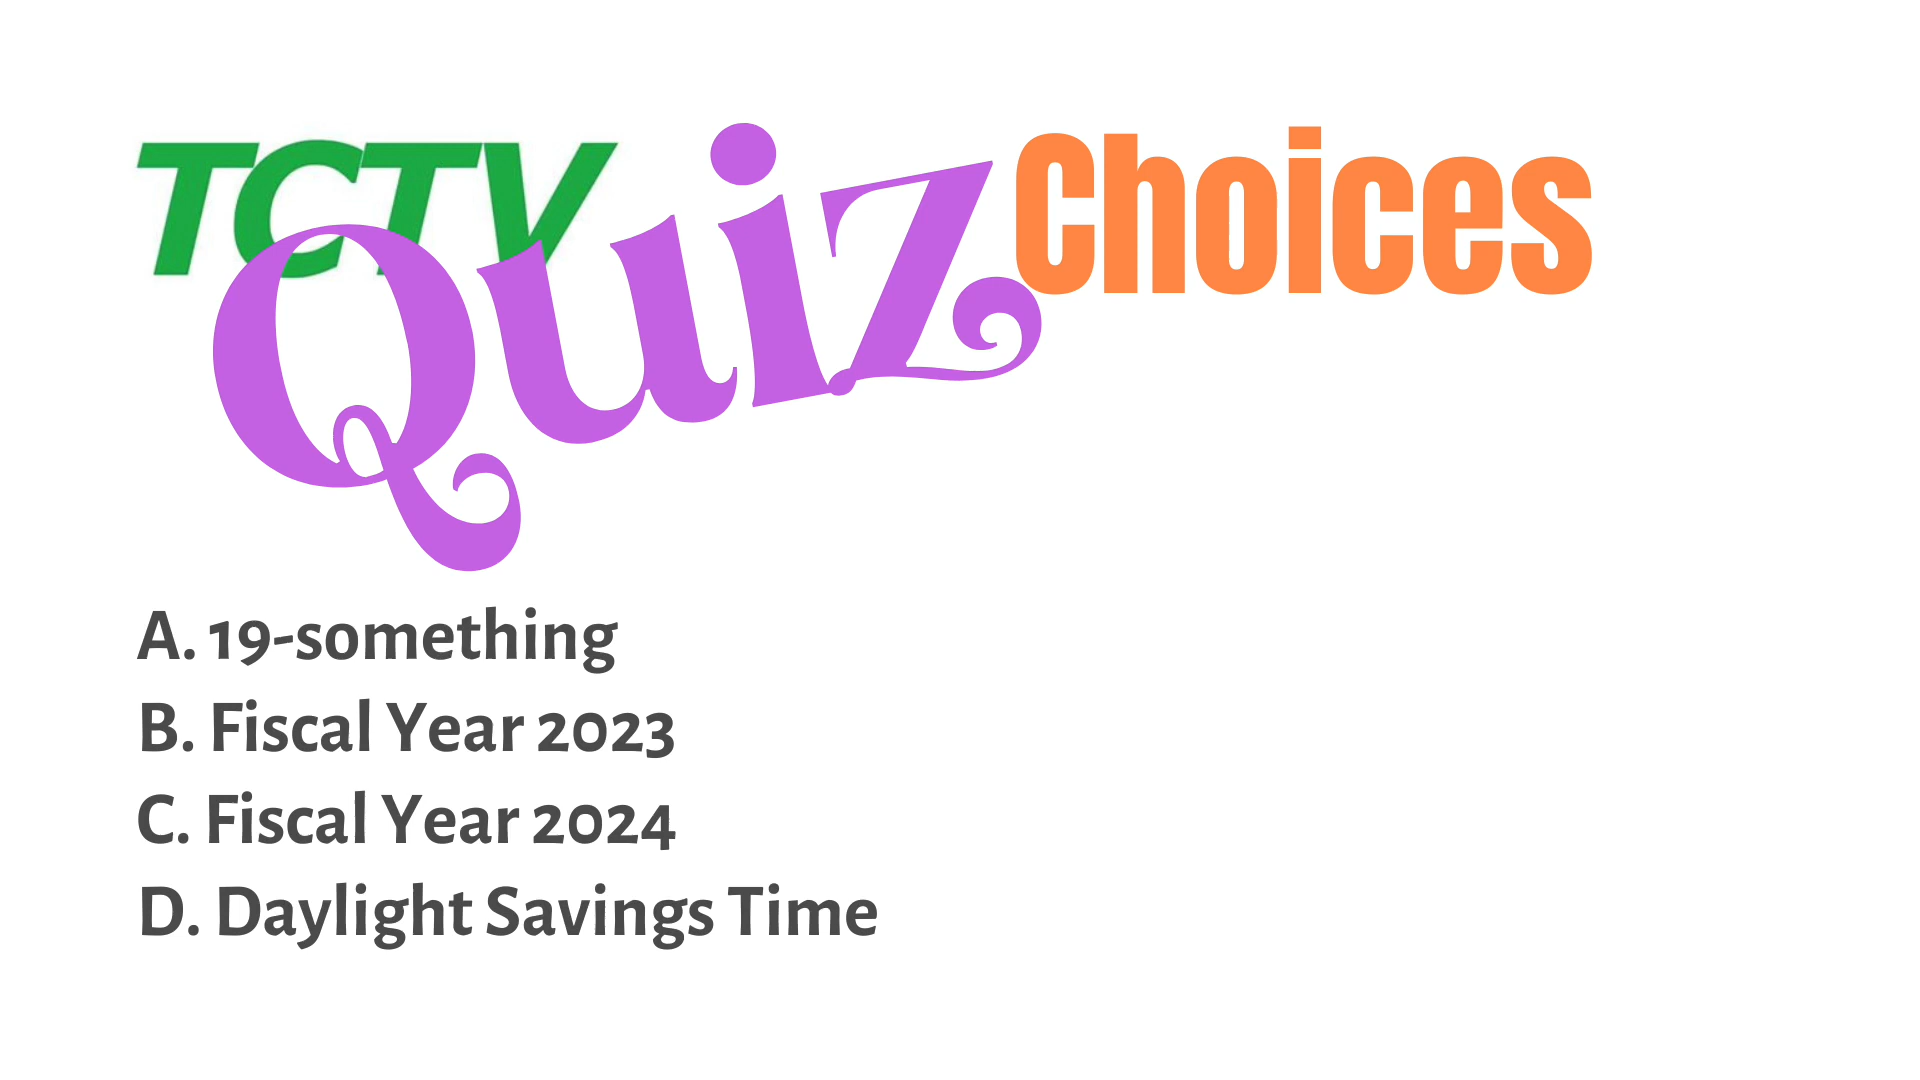 TCTV
Quiz
Choices
A. 19-something
B. Fiscal Year 2023
C. Fiscal Year 2024
D. Daylight Savings Time